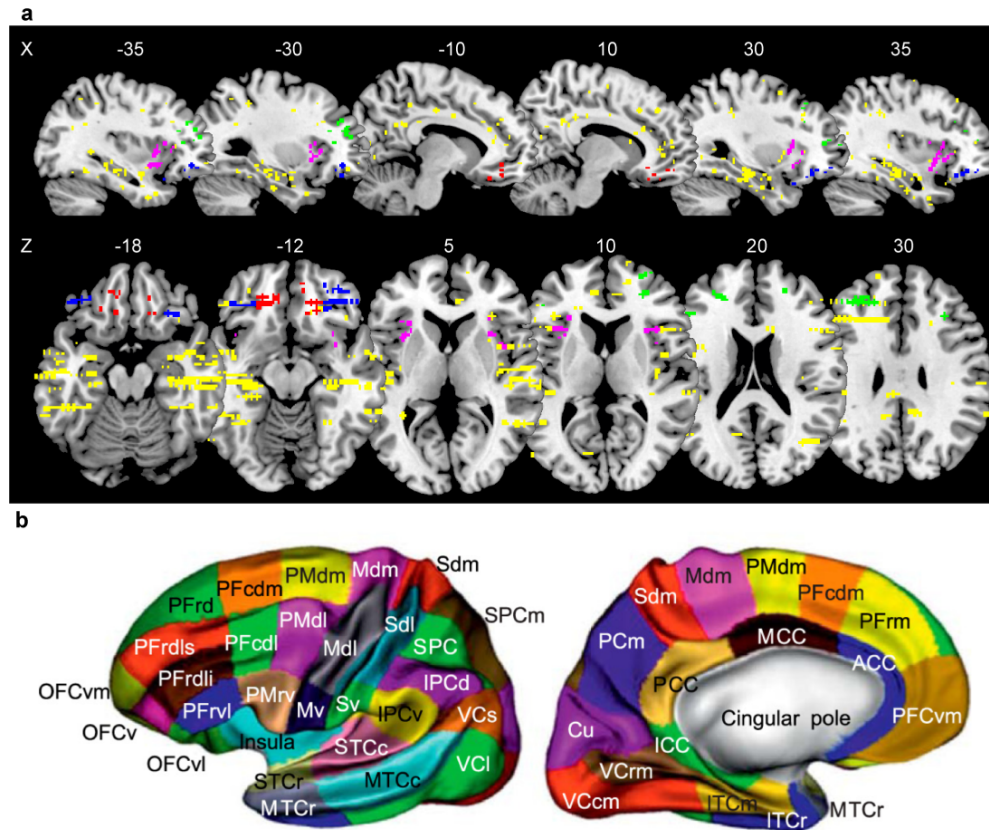 a
X -35 -30 -10 10 30 35
Z -18 -12 5 10 20 30
b
PMdm Mdm Sdm
PFcdm
PFrd
PMdl SPCm
PFrdls PFcdl Sdl SPC
Mdl
PFrdli IPCd
OFCvm PMrv
PFrvl Mv Sv IPCv VCs
OFCv Insula
OFCvl STCc VCl
STCr MTCc
MTCr
Mdm PMdm
Sdm PFcdm
PFrm
PCm MCC
PCC ACC
Cu Cingular pole PFCvm
ICC
VCrm
VCcm ITCm MTCr
ITCr